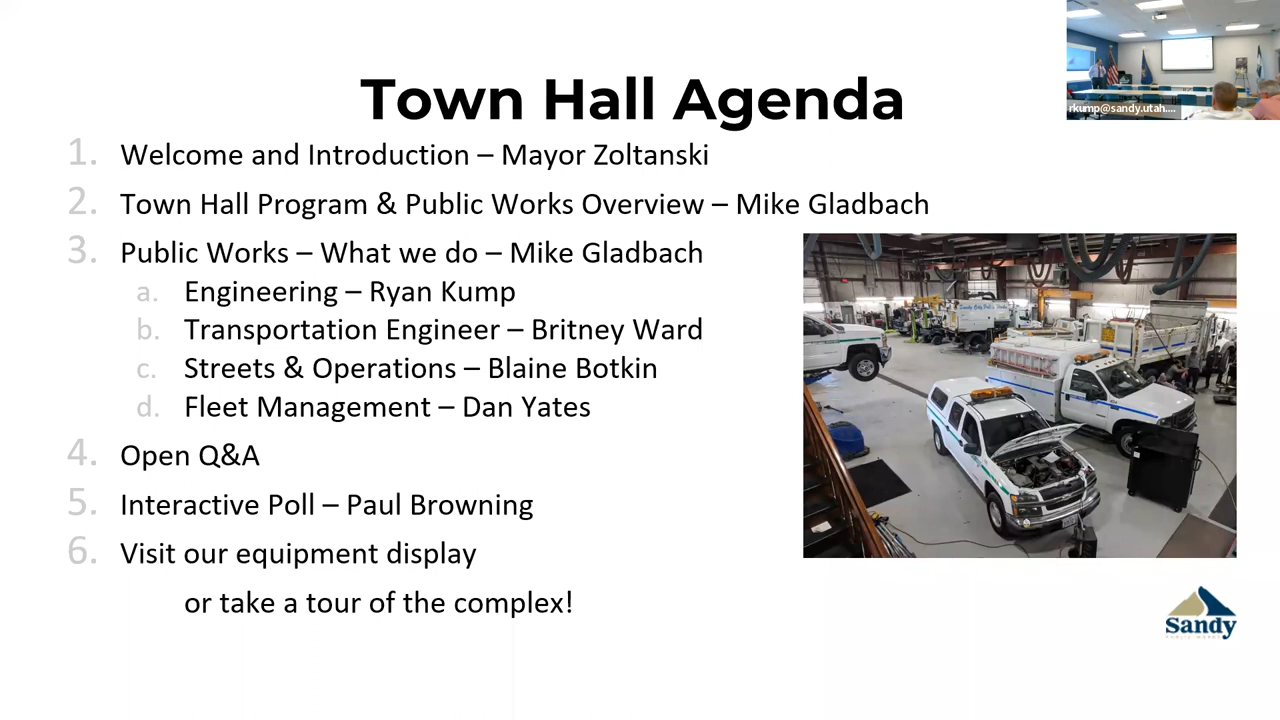 Town Hall Agenda
rkump@sandy.utah....
1. Welcome and Introduction – Mayor Zoltanski
2. Town Hall Program & Public Works Overview – Mike Gladbach
3. Public Works – What we do – Mike Gladbach
a. Engineering – Ryan Kump
b. Transportation Engineer – Britney Ward
c. Streets & Operations – Blaine Botkin
d. Fleet Management – Dan Yates
4. Open Q&A
5. Interactive Poll – Paul Browning
6. Visit our equipment display
or take a tour of the complex!
Sandy